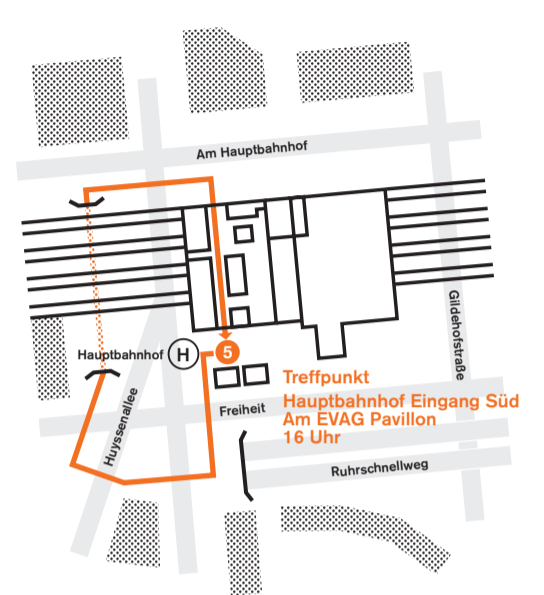 Am Hauptbahnhof
Gildehofstraße
Hauptbahnhof H
5
Huyssenallee
Freiheit
Treffpunkt
Hauptbahnhof Eingang Süd
Am EVAG Pavillon
16 Uhr
Ruhrschnellweg